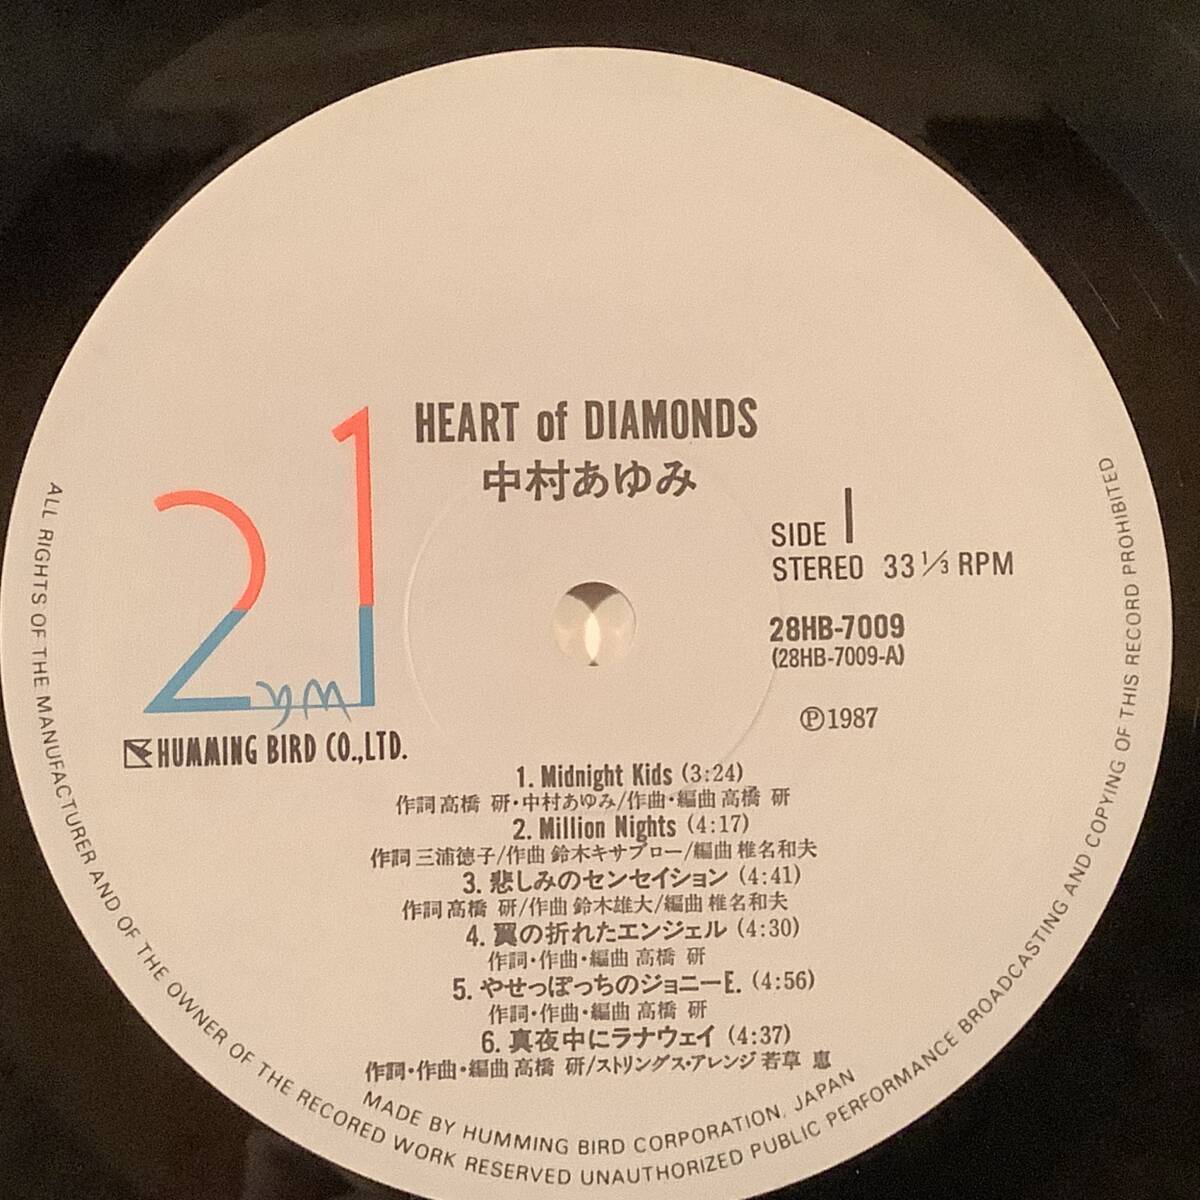 HEART of DIAMONDS
中村あゆみ
SIDE 1
STEREO 33 1/3 RPM
28HB-7009
(28HB-7009-A)
Ⓟ1987
21
HUMMING BIRD CO.,LTD.
1. Midnight Kids (3:24)
作詞 高橋 研・中村あゆみ/作曲・編曲 高橋 研
2. Million Nights (4:17)
作詞 三浦徳子/作曲 鈴木キサブロー/編曲 椎名和夫
3. 悲しみのセンセイション (4:41)
作詞 高橋 研/作曲 鈴木雄大/編曲 椎名和夫
4. 翼の折れたエンジェル (4:30)
作詞・作曲・編曲 高橋 研
5. やせっぽっちのジョニーE. (4:56)
作詞・作曲・編曲 高橋 研
6. 真夜中にラナウェイ (4:37)
作詞・作曲・編曲 高橋 研/ストリングス・アレンジ 若草 恵
MADE BY HUMMING BIRD CORPORATION, JAPAN
ALL RIGHTS OF THE MANUFACTURER AND OF THE OWNER OF THE RECORDED WORK RESERVED UNAUTHORIZED PUBLIC PERFORMANCE BROADCASTING AND COPYING OF THIS RECORD PROHIBITED